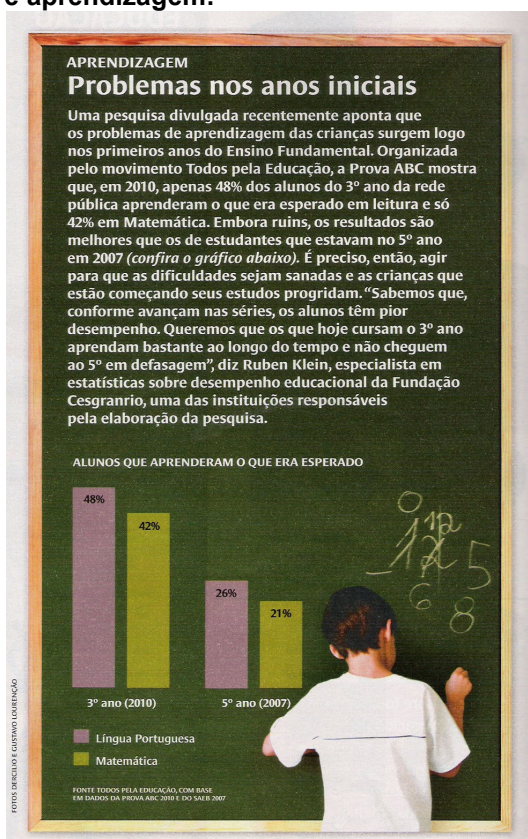 e aprendizagem.
APRENDIZAGEM
Problemas nos anos iniciais
Uma pesquisa divulgada recentemente aponta que
os problemas de aprendizagem das crianças surgem logo
nos primeiros anos do Ensino Fundamental. Organizada
pelo movimento Todos pela Educação, a Prova ABC mostra
que, em 2010, apenas 48% dos alunos do 3º ano da rede
pública aprenderam o que era esperado em leitura e só
42% em Matemática. Embora ruins, os resultados são
melhores que os de estudantes que estavam no 5º ano
em 2007 (confira o gráfico abaixo). É preciso, então, agir
para que as dificuldades sejam sanadas e as crianças que
estão começando seus estudos progridam. “Sabemos que,
conforme avançam nas séries, os alunos têm pior
desempenho. Queremos que os que hoje cursam o 3º ano
aprendam bastante ao longo do tempo e não cheguem
ao 5º em defasagem”, diz Ruben Klein, especialista em
estatísticas sobre desempenho educacional da Fundação
Cesgranrio, uma das instituições responsáveis
pela elaboração da pesquisa.
ALUNOS QUE APRENDERAM O QUE ERA ESPERADO
48%
42%
26%
21%
3º ano (2010)
5º ano (2007)
Língua Portuguesa
Matemática
FONTE TODOS PELA EDUCAÇÃO, COM BASE
EM DADOS DA PROVA ABC 2010 E DO SAEB 2007
FOTOS DERCILIO E GUSTAVO LOURENÇÃO
0
12
5
6
8